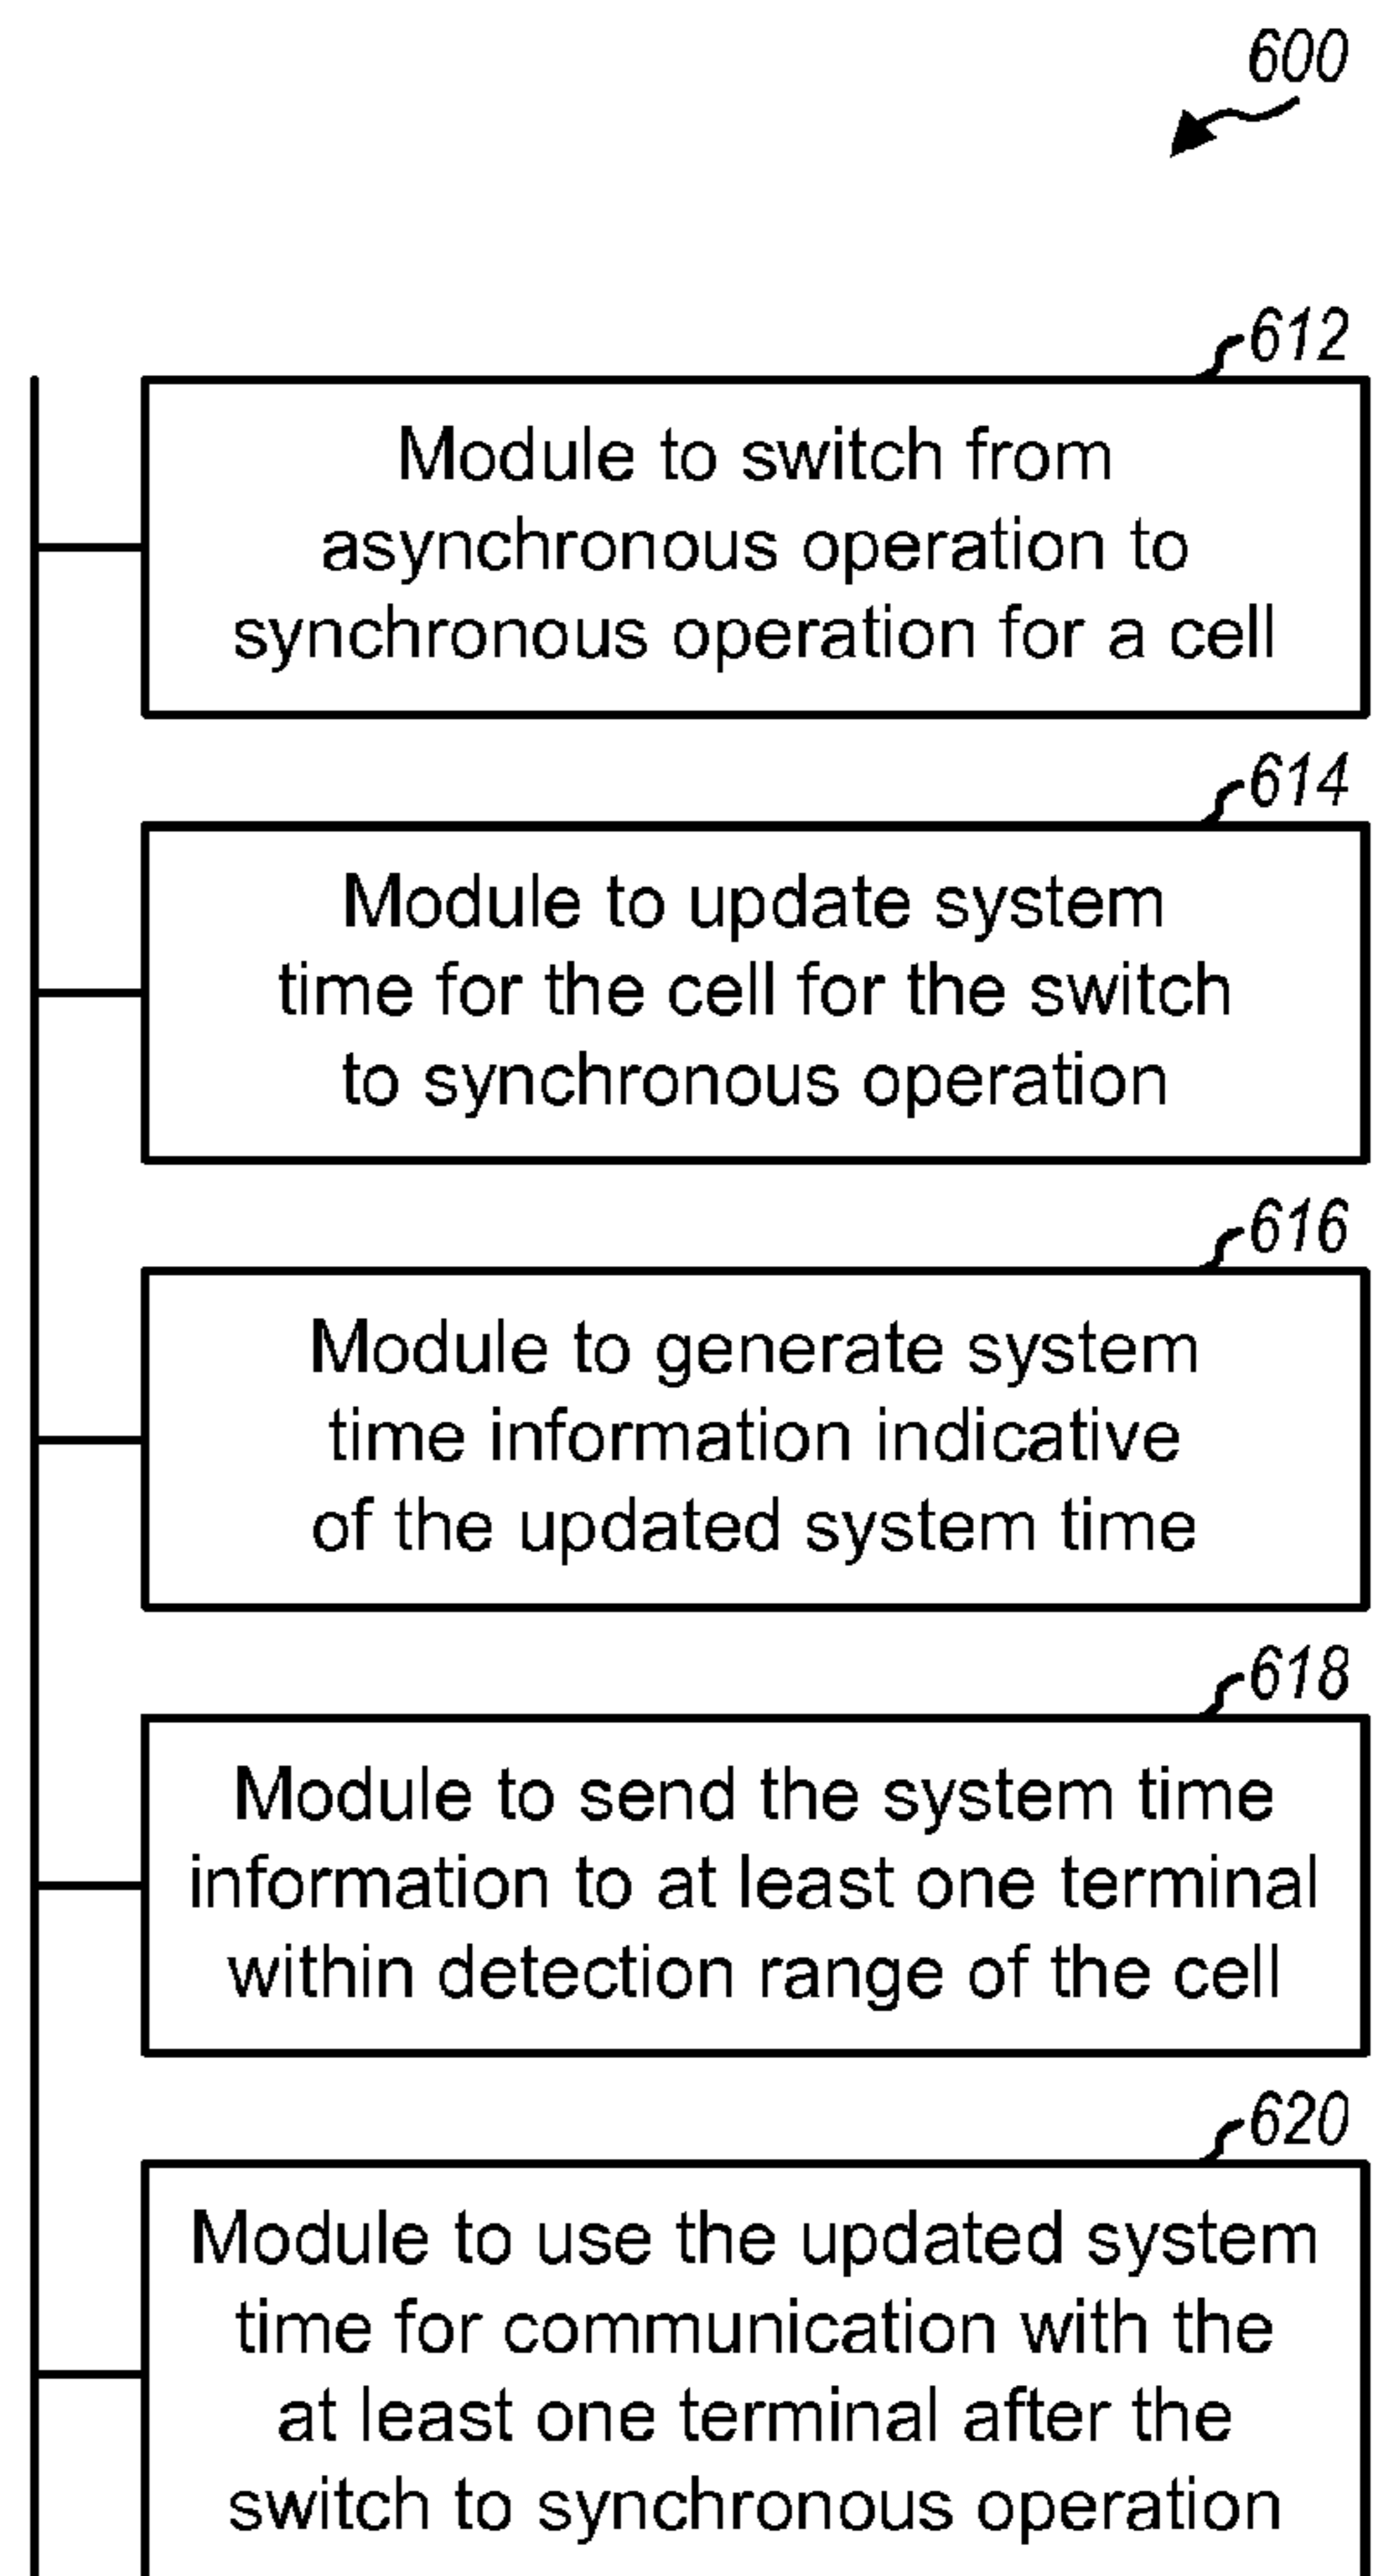 600
612
Module to switch from
asynchronous operation to
synchronous operation for a cell
614
Module to update system
time for the cell for the switch
to synchronous operation
616
Module to generate system
time information indicative
of the updated system time
618
Module to send the system time
information to at least one terminal
within detection range of the cell
620
Module to use the updated system
time for communication with the
at least one terminal after the
switch to synchronous operation